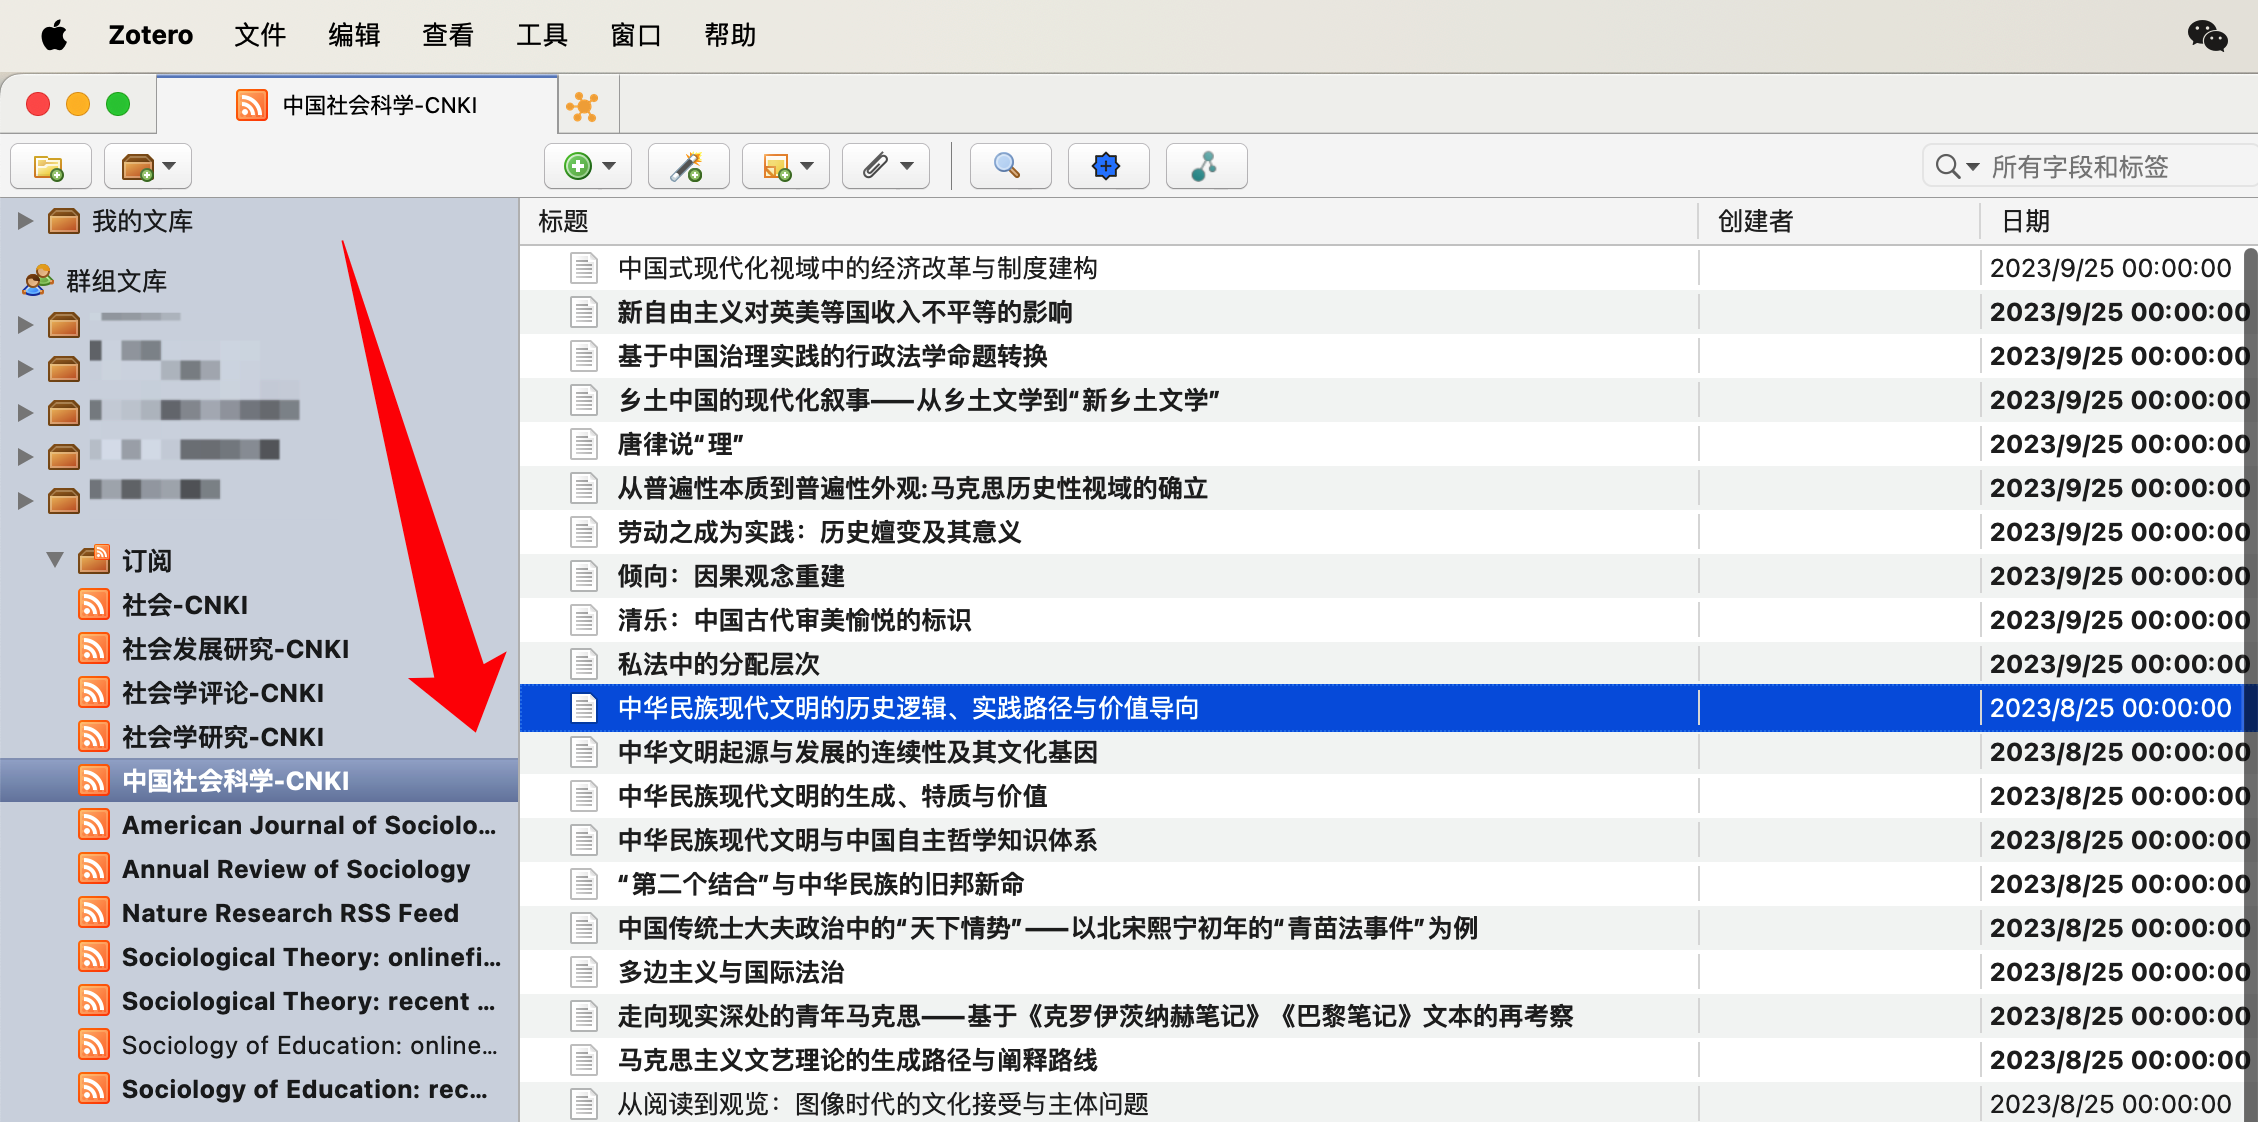 Zotero 文件 编辑 查看 工具 窗口 帮助
中国社会科学-CNKI
所有字段和标签
我的文库
群组文库
订阅
社会-CNKI
社会发展研究-CNKI
社会学评论-CNKI
社会学研究-CNKI
中国社会科学-CNKI
American Journal of Sociolo...
Annual Review of Sociology
Nature Research RSS Feed
Sociological Theory: onlinefi...
Sociological Theory: recent ...
Sociology of Education: online...
Sociology of Education: rec...
标题 创建者 日期
中国式现代化视域中的经济改革与制度建构 2023/9/25 00:00:00
新自由主义对英美等国收入不平等的影响 2023/9/25 00:00:00
基于中国治理实践的行政法学命题转换 2023/9/25 00:00:00
乡土中国的现代化叙事——从乡土文学到“新乡土文学” 2023/9/25 00:00:00
唐律说“理” 2023/9/25 00:00:00
从普遍性本质到普遍性外观:马克思历史性视域的确立 2023/9/25 00:00:00
劳动之成为实践：历史嬗变及其意义 2023/9/25 00:00:00
倾向：因果观念重建 2023/9/25 00:00:00
清乐：中国古代审美愉悦的标识 2023/9/25 00:00:00
私法中的分配层次 2023/9/25 00:00:00
中华民族现代文明的历史逻辑、实践路径与价值导向 2023/8/25 00:00:00
中华文明起源与发展的连续性及其文化基因 2023/8/25 00:00:00
中华民族现代文明的生成、特质与价值 2023/8/25 00:00:00
中华民族现代文明与中国自主哲学知识体系 2023/8/25 00:00:00
“第二个结合”与中华民族的旧邦新命 2023/8/25 00:00:00
中国传统士大夫政治中的“天下情势”——以北宋熙宁初年的“青苗法事件”为例 2023/8/25 00:00:00
多边主义与国际法治 2023/8/25 00:00:00
走向现实深处的青年马克思——基于《克罗伊茨纳赫笔记》《巴黎笔记》文本的再考察 2023/8/25 00:00:00
马克思主义文艺理论的生成路径与阐释路线 2023/8/25 00:00:00
从阅读到观览：图像时代的文化接受与主体问题 2023/8/25 00:00:00